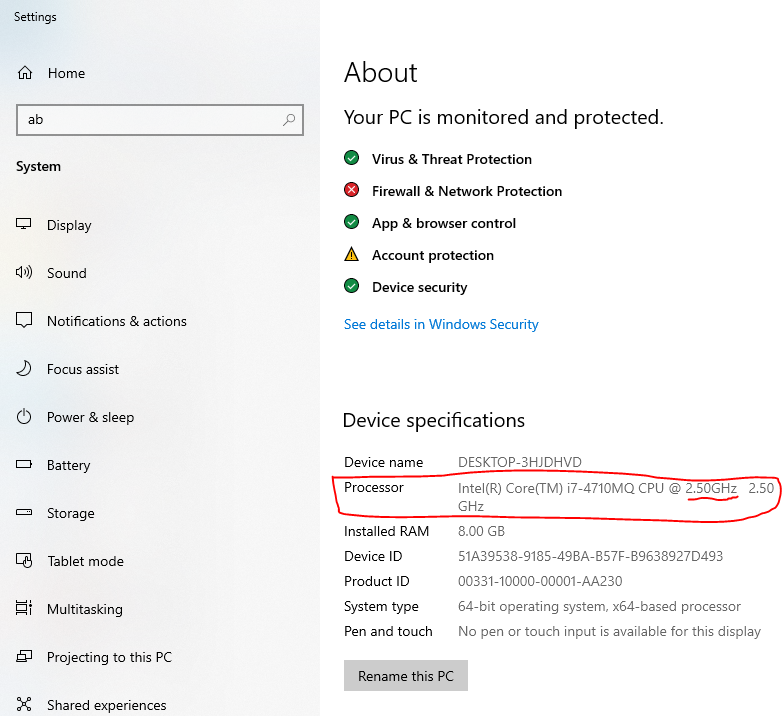 Settings
Home
ab
System
Display
Sound
Notifications & actions
Focus assist
Power & sleep
Battery
Storage
Tablet mode
Multitasking
Projecting to this PC
Shared experiences
About
Your PC is monitored and protected.
Virus & Threat Protection
Firewall & Network Protection
App & browser control
Account protection
Device security
See details in Windows Security
Device specifications
Device name DESKTOP-3HJDHVD
Processor Intel(R) Core(TM) i7-4710MQ CPU @ 2.50GHz 2.50
GHz
Installed RAM 8.00 GB
Device ID 51A39538-9185-49BA-B57F-B9638927D493
Product ID 00331-10000-00001-AA230
System type 64-bit operating system, x64-based processor
Pen and touch No pen or touch input is available for this display
Rename this PC